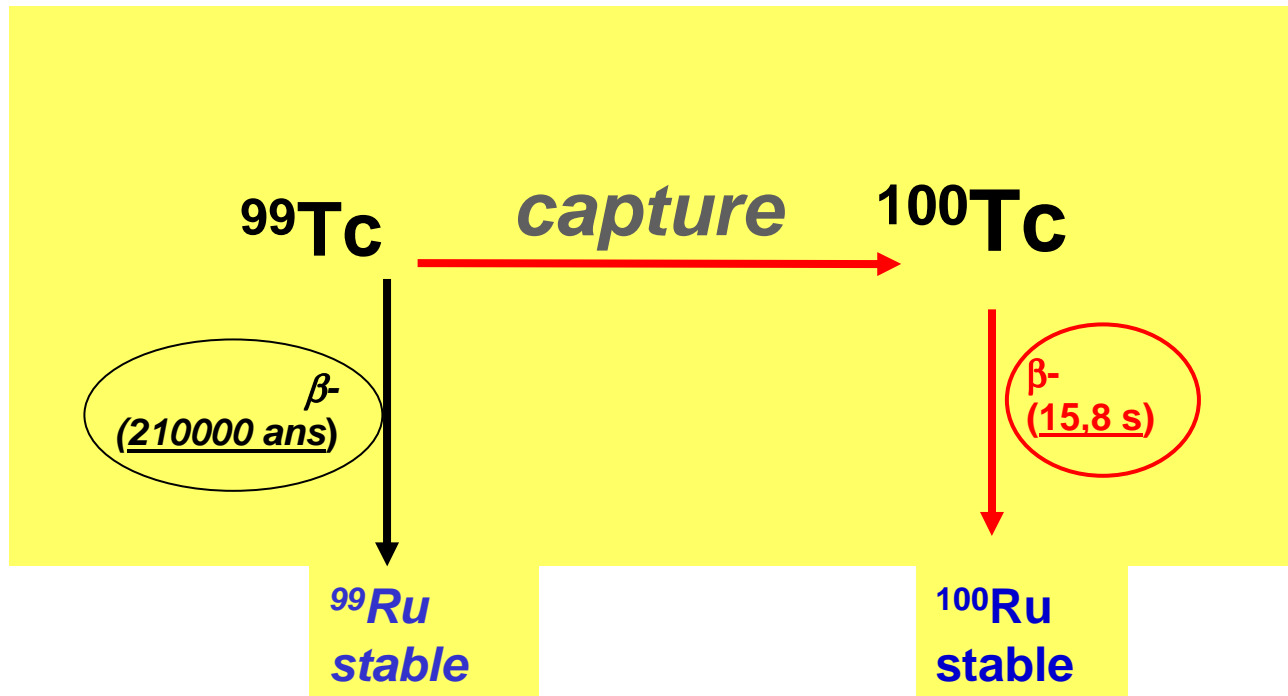 ⁹⁹Tc
capture
¹⁰⁰Tc
β-
(210000 ans)
β-
(15,8 s)
⁹⁹Ru
stable
¹⁰⁰Ru
stable